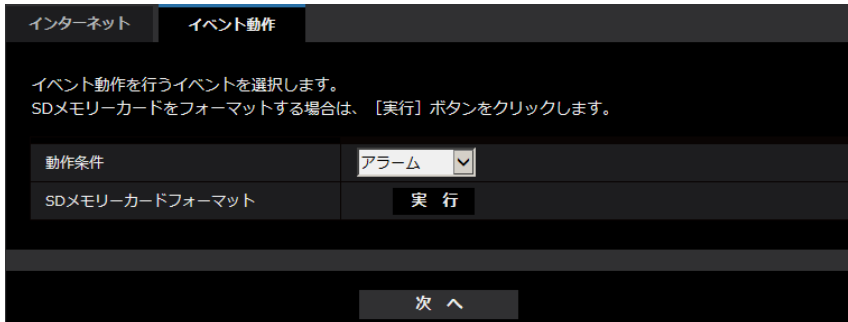 インターネット
イベント動作
イベント動作を行うイベントを選択します。
SDメモリーカードをフォーマットする場合は、［実行］ボタンをクリックします。
動作条件
アラーム
SDメモリーカードフォーマット
実 行
次 へ